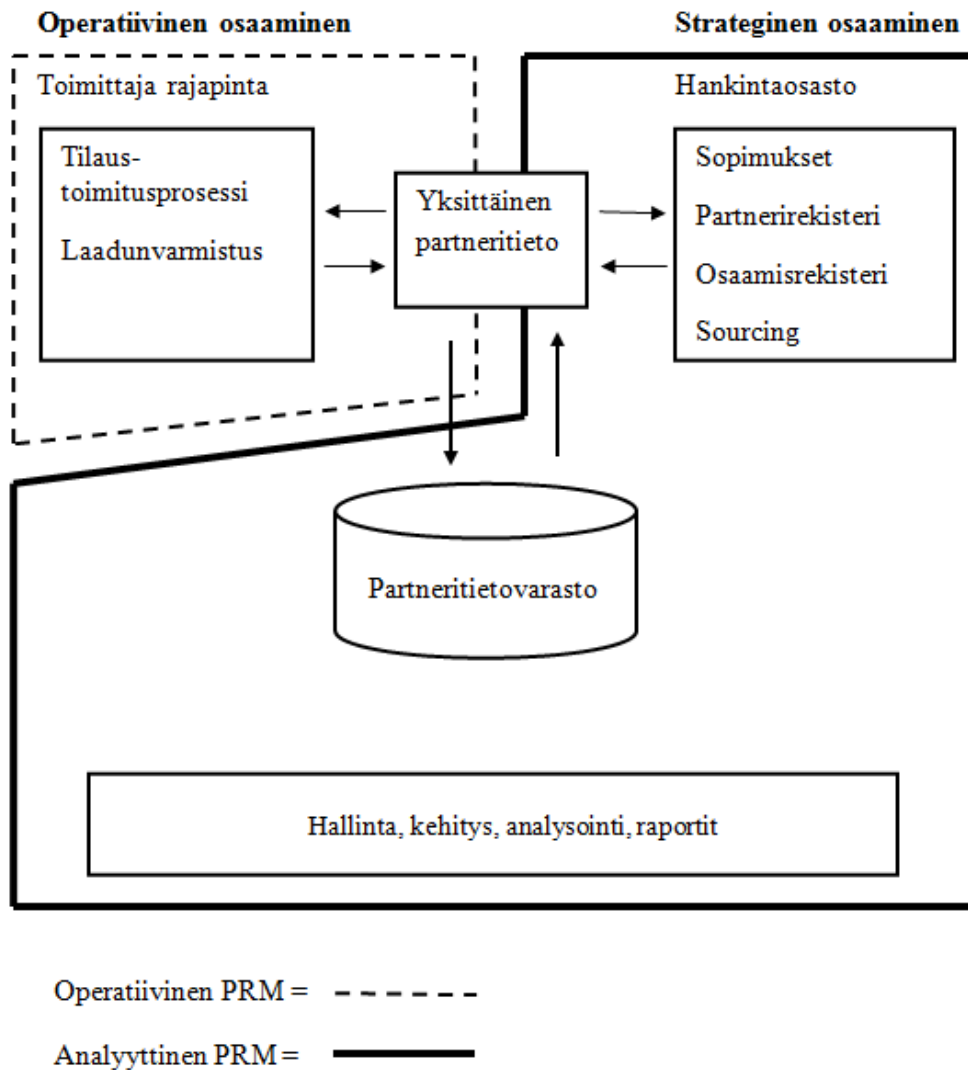 Operatiivinen osaaminen
Strateginen osaaminen
Toimittaja rajapinta
Hankintaosasto
Tilaus-
toimitusprosessi
Laadunvarmistus
Yksittäinen
partneritieto
Sopimukset
Partnerirekisteri
Osaamisrekisteri
Sourcing
Partneritietovarasto
Hallinta, kehitys, analysointi, raportit
Operatiivinen PRM =
Analyyttinen PRM =